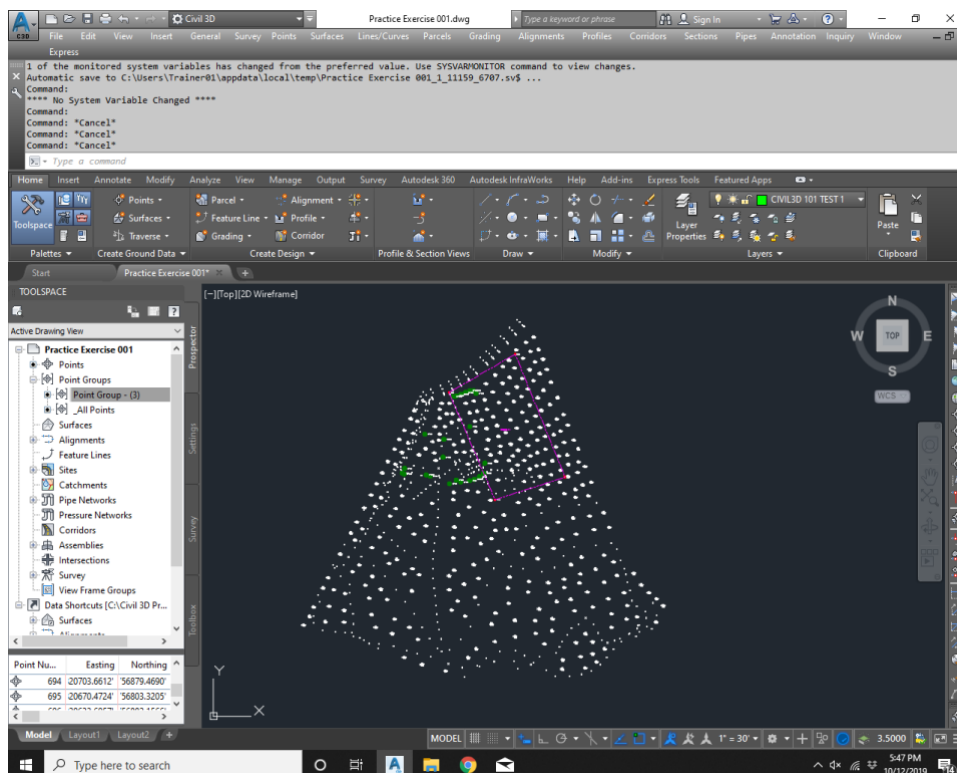 Civil 3D Practice Exercise 001.dwg Type a keyword or phrase Sign In
C3D File Edit View Insert General Survey Points Surfaces Lines/Curves Parcels Grading Alignments Profiles Corridors Sections Pipes Annotation Inquiry Window
Express
1 of the monitored system variables has changed from the preferred value. Use SYSVARMONITOR command to view changes.
Automatic save to C:\Users\Trainer01\appdata\local\temp\Practice Exercise 001_1_11159_6707.sv$ ...
Command:
**** No System Variable Changed ****
Command:
Command: *Cancel*
Command: *Cancel*
Command: *Cancel*
Type a command
Home Insert Annotate Modify Analyze View Manage Output Survey Autodesk 360 Autodesk InfraWorks Help Add-ins Express Tools Featured Apps
Points Parcel Alignment CIVIL3D 101 TEST 1
Toolspace Surfaces Feature Line Profile Layer Properties Paste
Traverse Grading Corridor
Palettes Create Ground Data Create Design Profile & Section Views Draw Modify Layers Clipboard
Start Practice Exercise 001*
TOOLSPACE
[-][Top][2D Wireframe]
Active Drawing View
Practice Exercise 001
Points
Point Groups
Point Group - (3)
_All Points
Surfaces
Alignments
Feature Lines
Sites
Catchments
Pipe Networks
Pressure Networks
Corridors
Assemblies
Intersections
Survey
View Frame Groups
Data Shortcuts [C:\Civil 3D Pr...
Surfaces
Prospector
Settings
Survey
Toolbox
N
W TOP E
S
WCS
Point Nu... Easting Northing
694 20703.6612' '56879.4690'
695 20670.4724' '56803.3205'
Y
X
Model Layout1 Layout2 +
MODEL 1" = 30' 3.5000
Type here to search
5:47 PM
10/12/2019
14